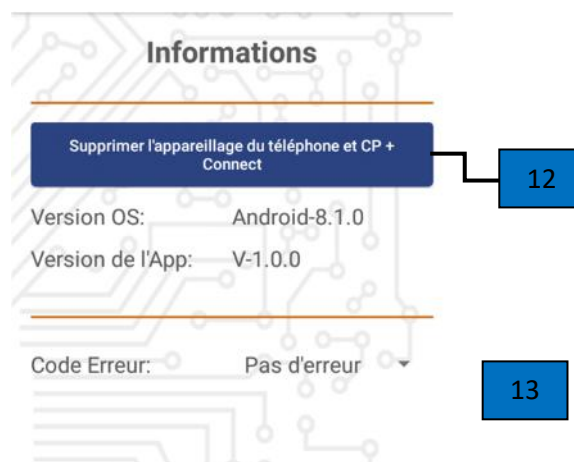 Informations
Supprimer l'appareillage du téléphone et CP +
Connect
12
Version OS: Android-8.1.0
Version de l'App: V-1.0.0
Code Erreur: Pas d'erreur
13